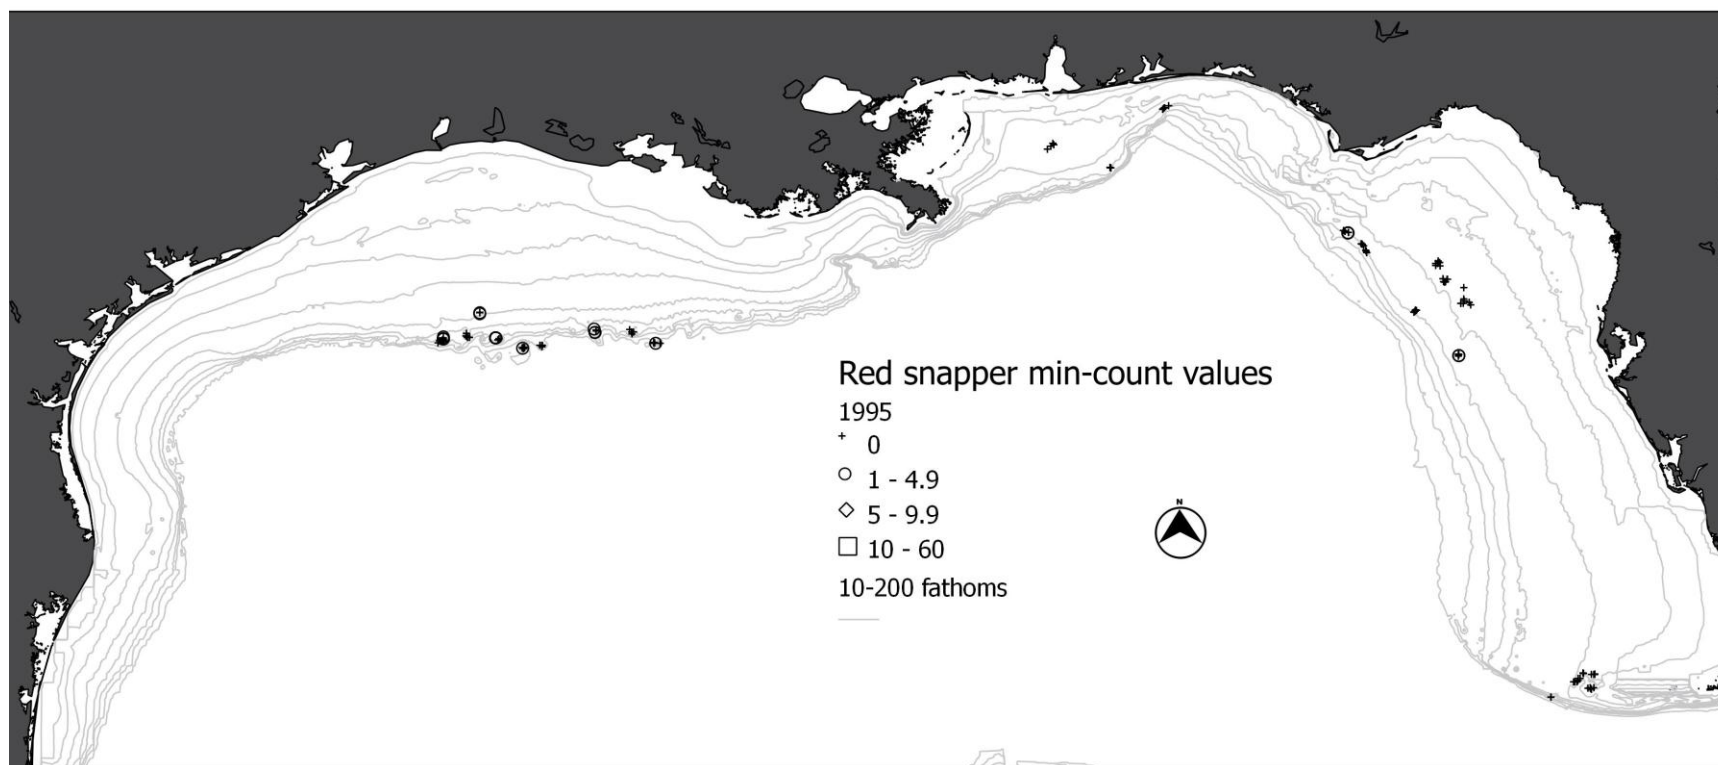 Red snapper min-count values
1995
0
1 - 4.9
5 - 9.9
10 - 60
10-200 fathoms
N